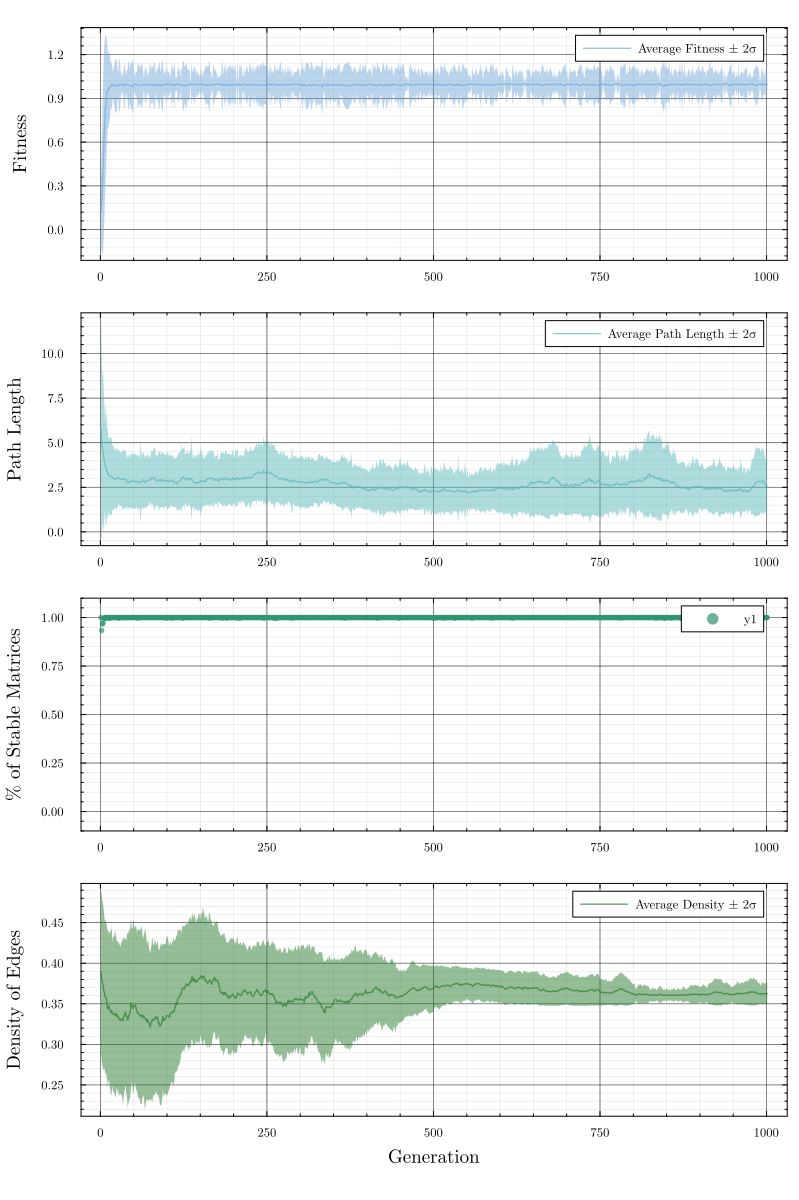 Average Fitness ± 2σ
1.2
0.9
0.6
0.3
0.0
Fitness
0 250 500 750 1000
Average Path Length ± 2σ
10.0
7.5
5.0
2.5
0.0
Path Length
0 250 500 750 1000
y1
1.00
0.75
0.50
0.25
0.00
% of Stable Matrices
0 250 500 750 1000
Average Density ± 2σ
0.45
0.40
0.35
0.30
0.25
Density of Edges
0 250 500 750 1000
Generation